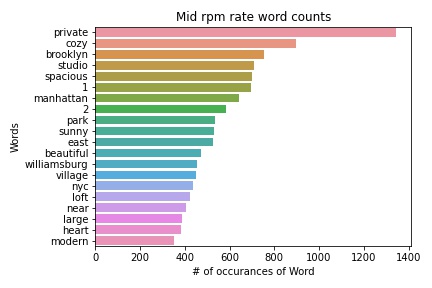 Mid rpm rate word counts
private
cozy
brooklyn
studio
spacious
1
manhattan
2
park
sunny
east
beautiful
williamsburg
village
nyc
loft
near
large
heart
modern
Words
0 200 400 600 800 1000 1200 1400
# of occurances of Word